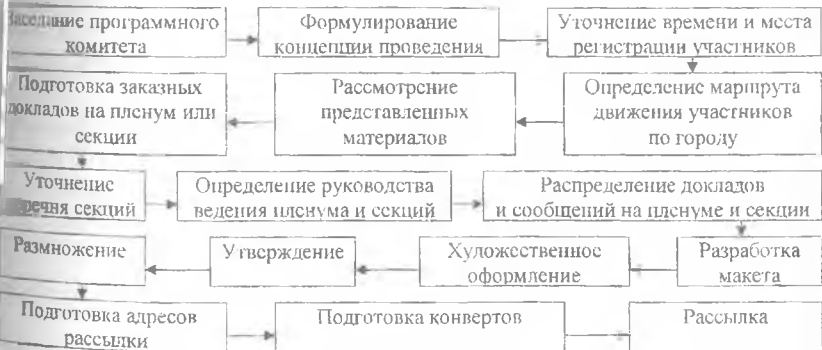 Заседание программного
комитета
Формулирование
концепции проведения
Уточнение времени и места
регистрации участников
Подготовка заказных
докладов на пленум или
секции
Рассмотрение
представленных
материалов
Определение маршрута
движения участников
по городу
Уточнение
перечня секций
Определение руководства
ведения пленума и секций
Распределение докладов
и сообщений на пленуме и секции
Размножение
Утверждение
Художественное
оформление
Разработка
макета
Подготовка адресов
рассылки
Подготовка конвертов
Рассылка